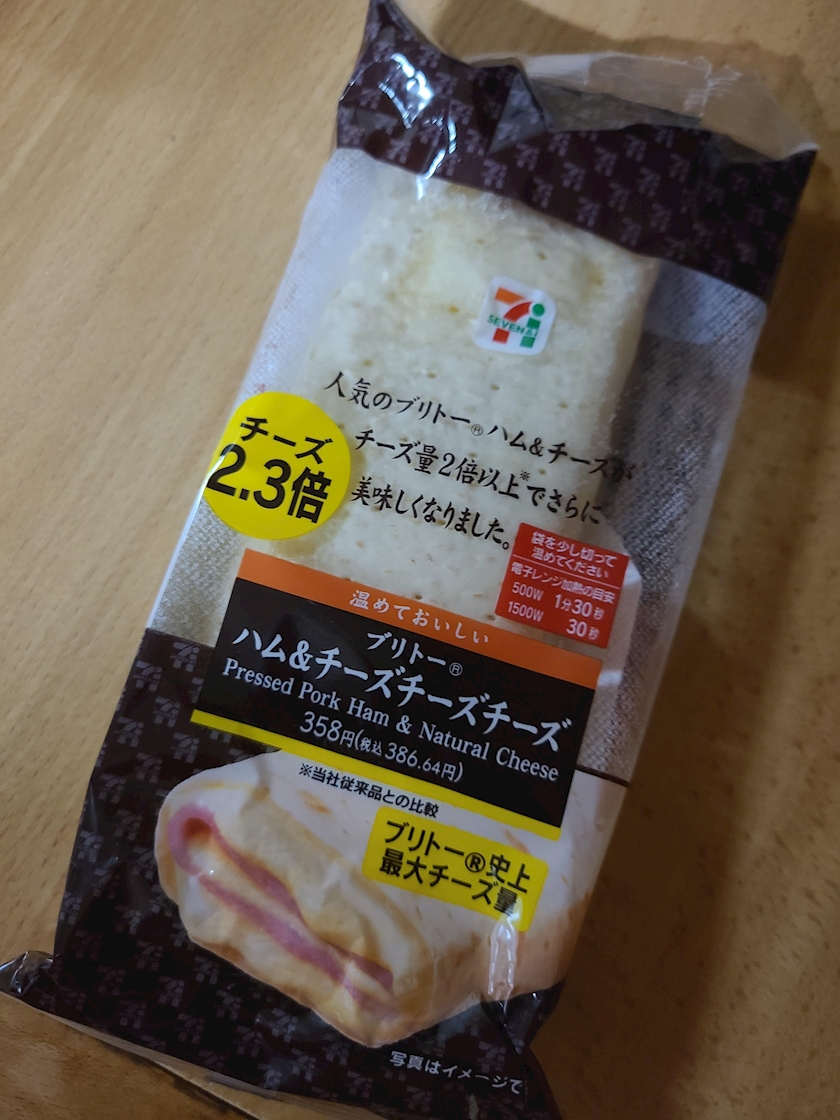 SEVEN&i
人気のブリトー®ハム&チーズが
チーズ量2倍以上※でさらに
美味しくなりました。
チーズ
2.3倍
袋を少し切って
温めてください
電子レンジ加熱の目安
500W 1分30秒
1500W 30秒
温めておいしい
ブリトー®
ハム&チーズチーズチーズ
Pressed Pork Ham & Natural Cheese
358円(税込 386.64円)
※当社従来品との比較
ブリトー®史上
最大チーズ量
写真はイメージで